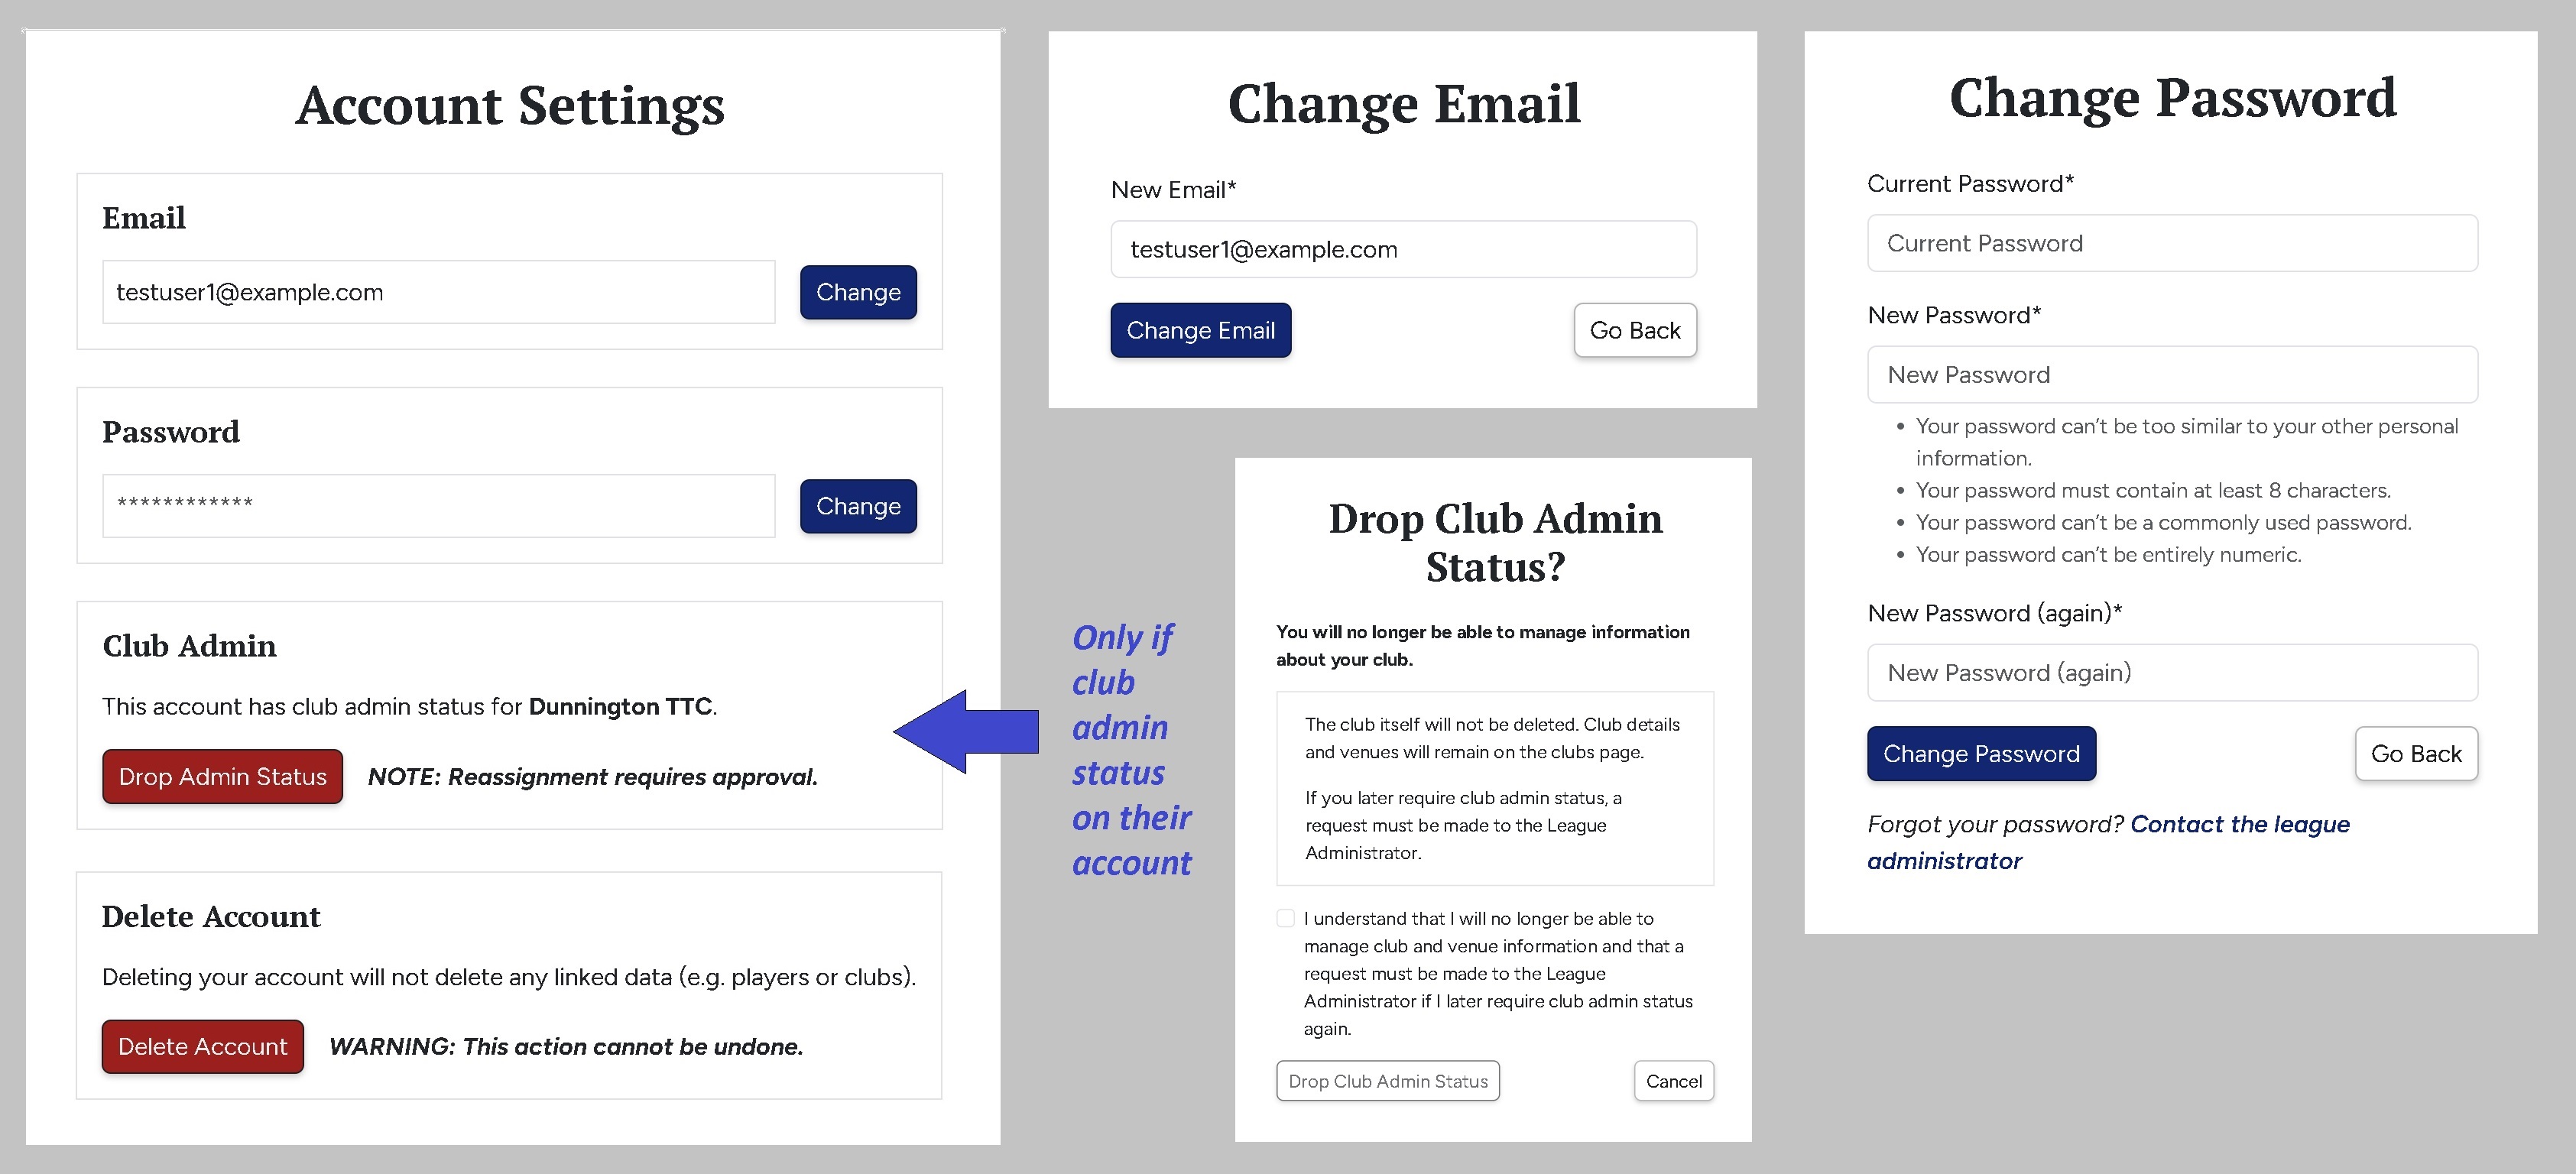 Account Settings
Email
testuser1@example.com
Change
Password
************
Change
Club Admin
This account has club admin status for Dunnington TTC.
Drop Admin Status
NOTE: Reassignment requires approval.
Delete Account
Deleting your account will not delete any linked data (e.g. players or clubs).
Delete Account
WARNING: This action cannot be undone.
Only if
club
admin
status
on their
account
Change Email
New Email*
testuser1@example.com
Change Email
Go Back
Drop Club Admin
Status?
You will no longer be able to manage information
about your club.
The club itself will not be deleted. Club details
and venues will remain on the clubs page.
If you later require club admin status, a
request must be made to the League
Administrator.
I understand that I will no longer be able to
manage club and venue information and that a
request must be made to the League
Administrator if I later require club admin status
again.
Drop Club Admin Status
Cancel
Change Password
Current Password*
Current Password
New Password*
New Password
• Your password can’t be too similar to your other personal
information.
• Your password must contain at least 8 characters.
• Your password can’t be a commonly used password.
• Your password can’t be entirely numeric.
New Password (again)*
New Password (again)
Change Password
Go Back
Forgot your password? Contact the league
administrator